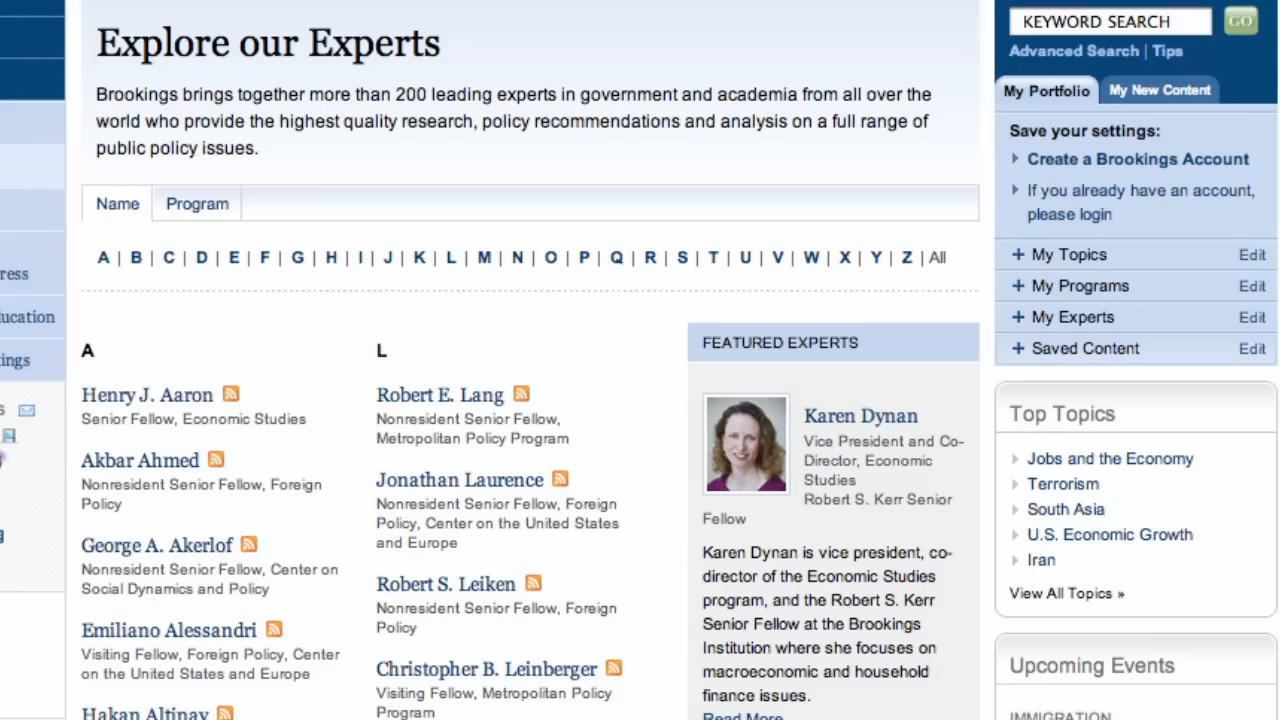 Explore our Experts
Brookings brings together more than 200 leading experts in government and academia from all over the
world who provide the highest quality research, policy recommendations and analysis on a full range of
public policy issues.
Name
Program
A | B | C | D | E | F | G | H | I | J | K | L | M | N | O | P | Q | R | S | T | U | V | W | X | Y | Z | All
A
Henry J. Aaron
Senior Fellow, Economic Studies
Akbar Ahmed
Nonresident Senior Fellow, Foreign
Policy
George A. Akerlof
Nonresident Senior Fellow, Center on
Social Dynamics and Policy
Emiliano Alessandri
Visiting Fellow, Foreign Policy, Center
on the United States and Europe
Hakan Altinay
L
Robert E. Lang
Nonresident Senior Fellow,
Metropolitan Policy Program
Jonathan Laurence
Nonresident Senior Fellow, Foreign
Policy, Center on the United States
and Europe
Robert S. Leiken
Nonresident Senior Fellow, Foreign
Policy
Christopher B. Leinberger
Visiting Fellow, Metropolitan Policy
Program
FEATURED EXPERTS
Karen Dynan
Vice President and Co-
Director, Economic
Studies
Robert S. Kerr Senior
Fellow
Karen Dynan is vice president, co-
director of the Economic Studies
program, and the Robert S. Kerr
Senior Fellow at the Brookings
Institution where she focuses on
macroeconomic and household
finance issues.
Read More
KEYWORD SEARCH
GO
Advanced Search | Tips
My Portfolio
My New Content
Save your settings:
Create a Brookings Account
If you already have an account,
please login
+ My Topics Edit
+ My Programs Edit
+ My Experts Edit
+ Saved Content Edit
Top Topics
Jobs and the Economy
Terrorism
South Asia
U.S. Economic Growth
Iran
View All Topics »
Upcoming Events
IMMIGRATION
ress
ucation
ings